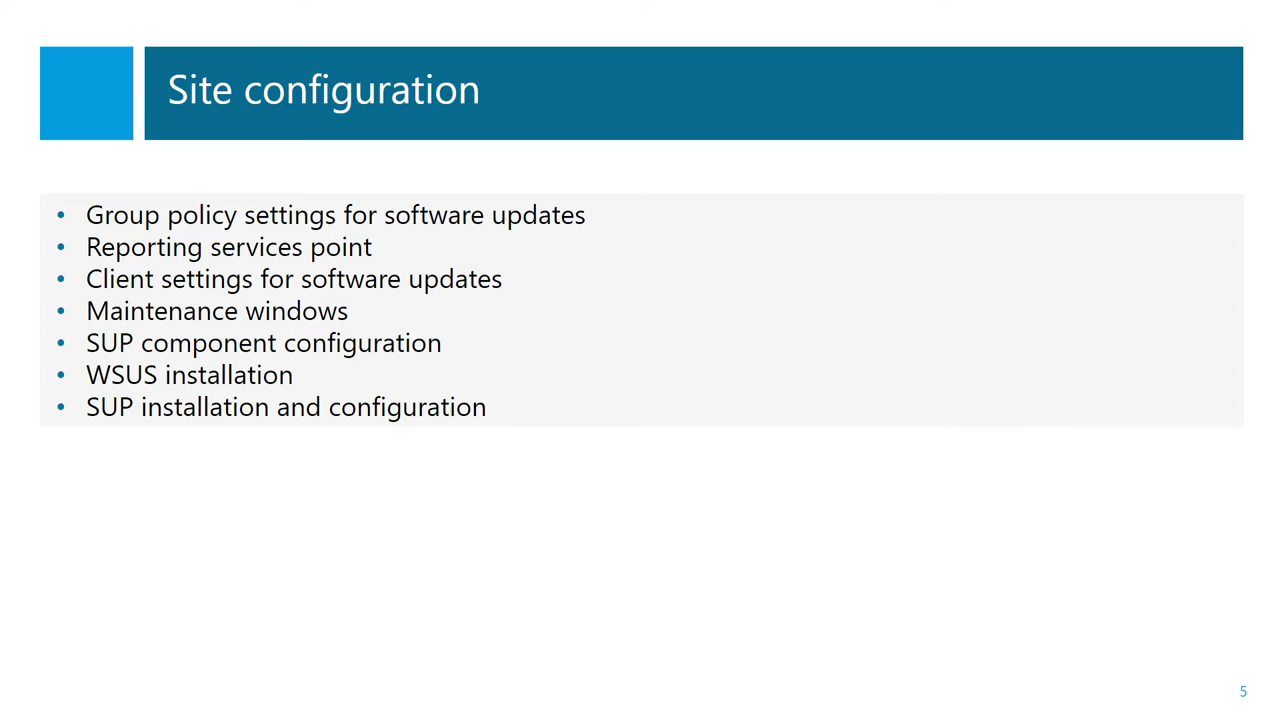 Site configuration
• Group policy settings for software updates
• Reporting services point
• Client settings for software updates
• Maintenance windows
• SUP component configuration
• WSUS installation
• SUP installation and configuration
5